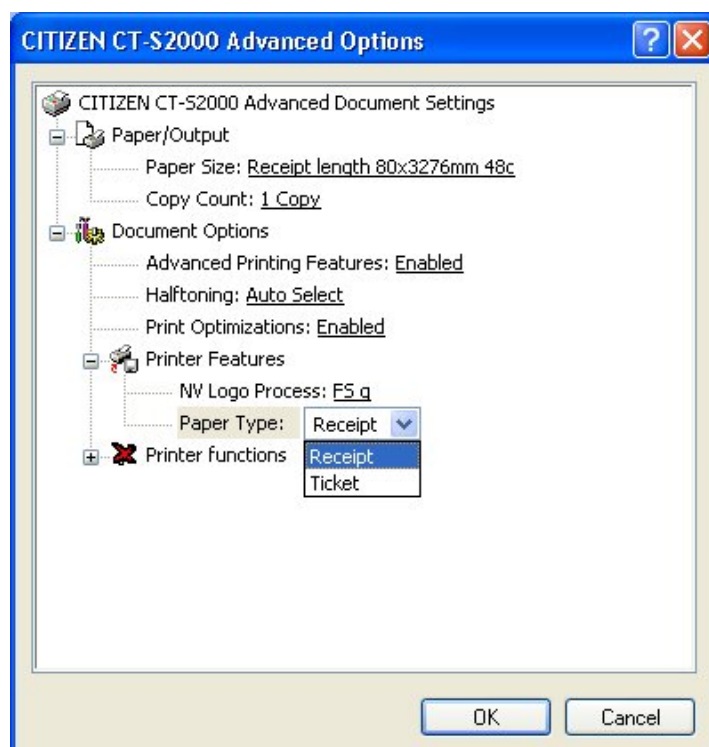 CITIZEN CT-S2000 Advanced Options
CITIZEN CT-S2000 Advanced Document Settings
Paper/Output
Paper Size: Receipt length 80x3276mm 48c
Copy Count: 1 Copy
Document Options
Advanced Printing Features: Enabled
Halftoning: Auto Select
Print Optimizations: Enabled
Printer Features
NV Logo Process: FS q
Paper Type: Receipt
Printer functions
Receipt
Ticket
OK Cancel